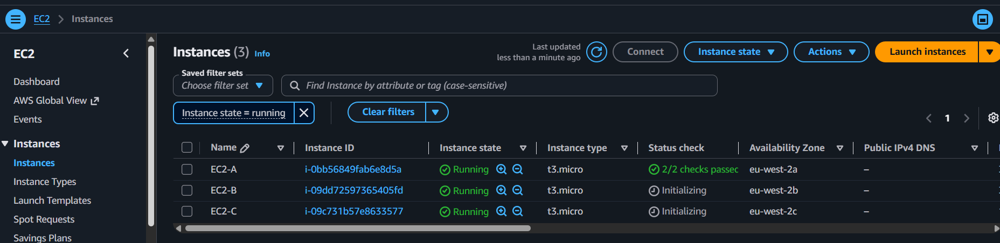 EC2 > Instances
EC2
Dashboard
AWS Global View
Events
Instances
Instances
Instance Types
Launch Templates
Spot Requests
Savings Plans
Instances (3) Info
Last updated
less than a minute ago
Connect
Instance state
Actions
Launch instances
Saved filter sets
Choose filter set
Find Instance by attribute or tag (case-sensitive)
Instance state = running
Clear filters
1
Name Instance ID Instance state Instance type Status check Availability Zone Public IPv4 DNS
EC2-A i-0bb56849fab6e8d5a Running t3.micro 2/2 checks passed eu-west-2a –
EC2-B i-09dd72597365405fd Running t3.micro Initializing eu-west-2b –
EC2-C i-09c731b57e8633577 Running t3.micro Initializing eu-west-2c –